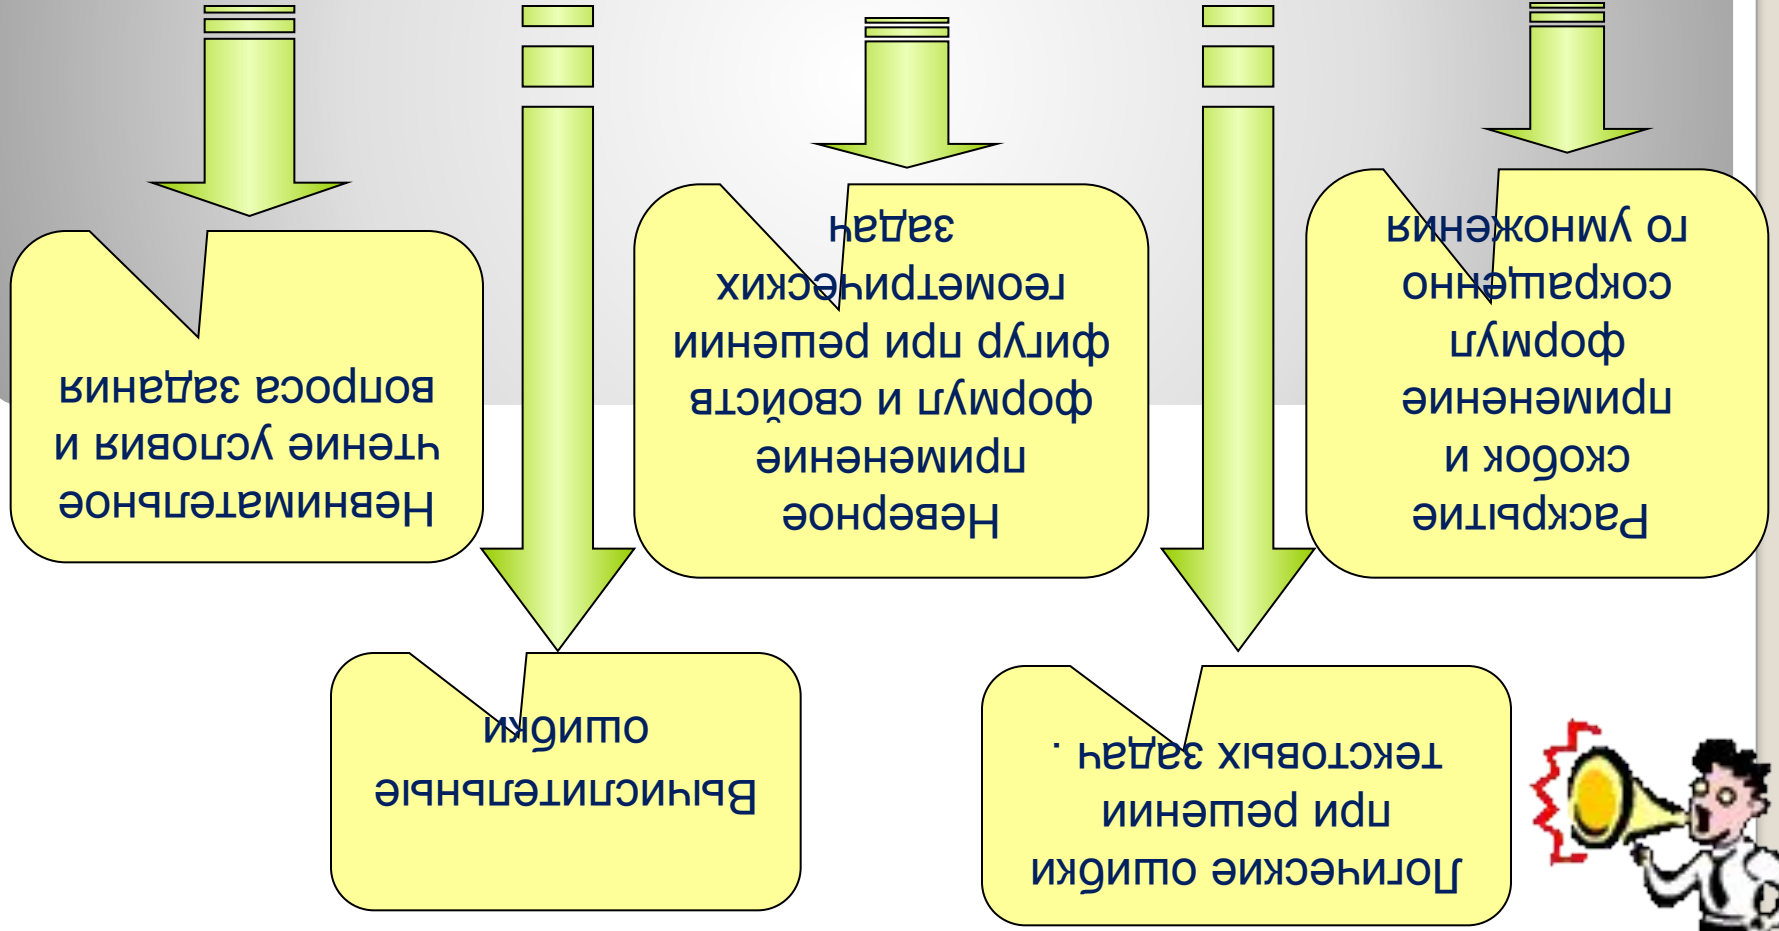 Невнимательное
чтение условия и
вопроса задания
Неверное
применение
формул и свойств
фигур при решении
геометрических
задач
Раскрытие
скобок и
применение
формул
сокращенно
го умножения
Вычислительные
ошибки
Логические ошибки
при решении
текстовых задач .